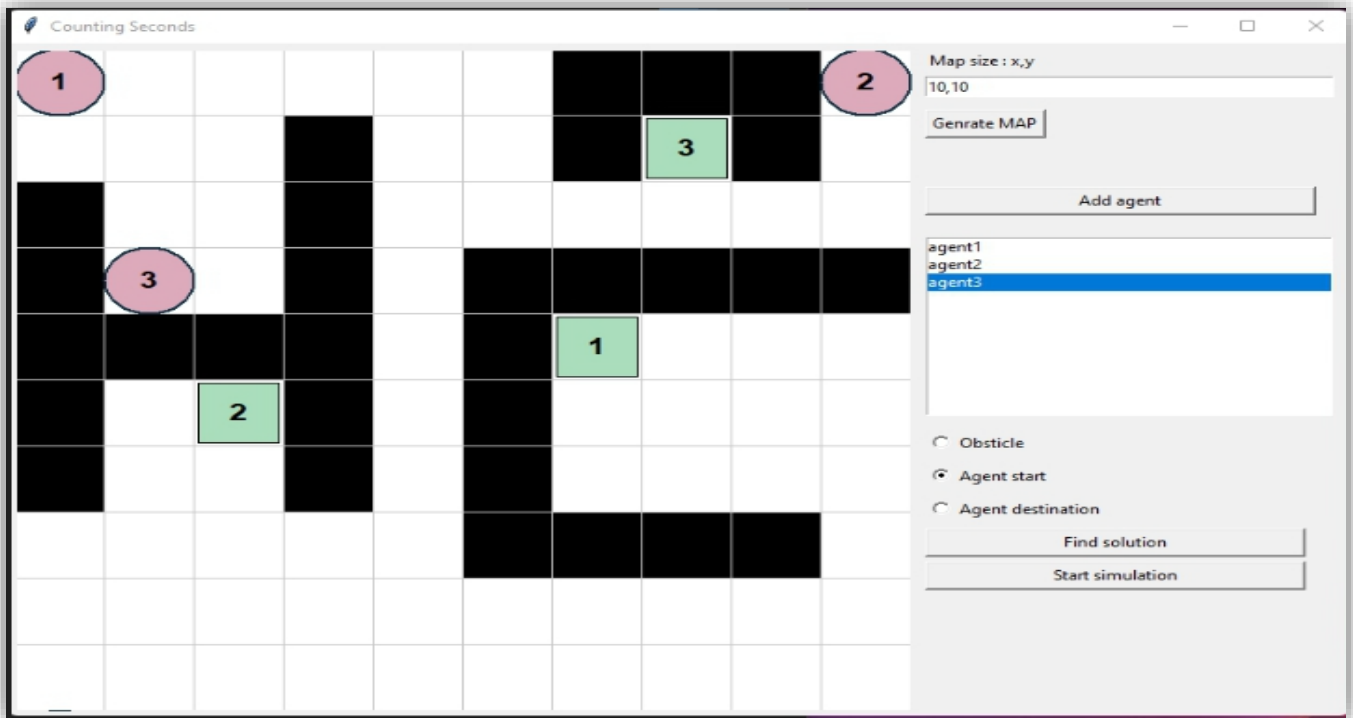 Counting Seconds
1
2
3
3
1
2
Map size : x,y
10,10
Genrate MAP
Add agent
agent1
agent2
agent3
Obsticle
Agent start
Agent destination
Find solution
Start simulation